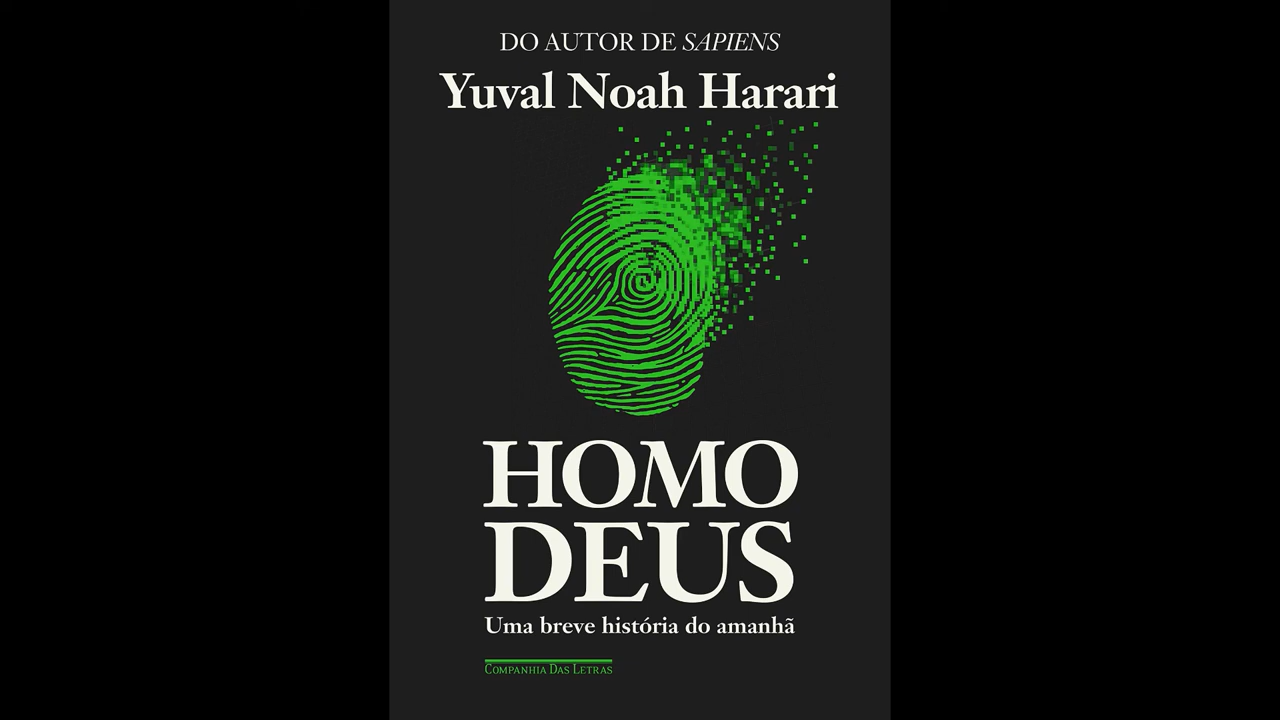 DO AUTOR DE SAPIENS
Yuval Noah Harari
HOMO
DEUS
Uma breve história do amanhã
COMPANHIA DAS LETRAS